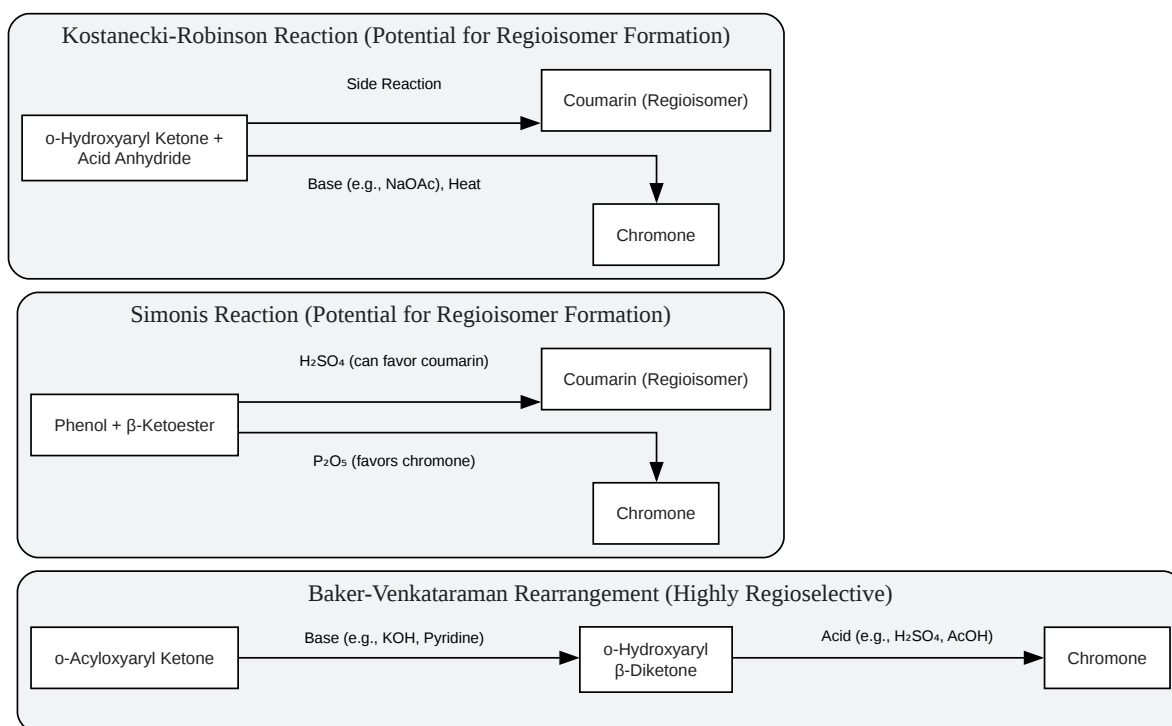 Kostanecki-Robinson Reaction (Potential for Regioisomer Formation)
Side Reaction
Coumarin (Regioisomer)
o-Hydroxyaryl Ketone +
Acid Anhydride
Base (e.g., NaOAc), Heat
Chromone
Simonis Reaction (Potential for Regioisomer Formation)
H₂SO₄ (can favor coumarin)
Coumarin (Regioisomer)
Phenol + β-Ketoester
P₂O₅ (favors chromone)
Chromone
Baker-Venkataraman Rearrangement (Highly Regioselective)
o-Acyloxyaryl Ketone
Base (e.g., KOH, Pyridine)
o-Hydroxyaryl
β-Diketone
Acid (e.g., H₂SO₄, AcOH)
Chromone